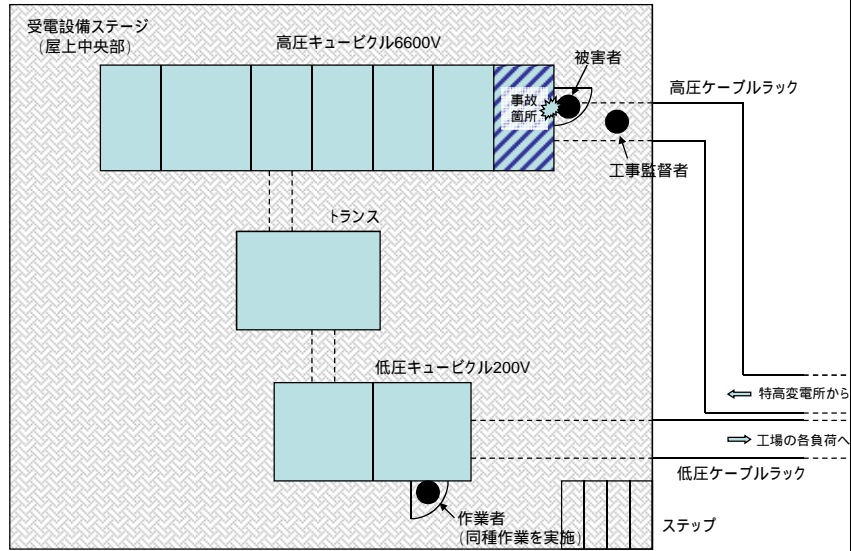 受電設備ステージ
(屋上中央部)
高圧キュービクル6600V
被害者
高圧ケーブルラック
事故
箇所
工事監督者
トランス
低圧キュービクル200V
特高変電所から
工場の各負荷へ
低圧ケーブルラック
作業者
(同種作業を実施)
ステップ